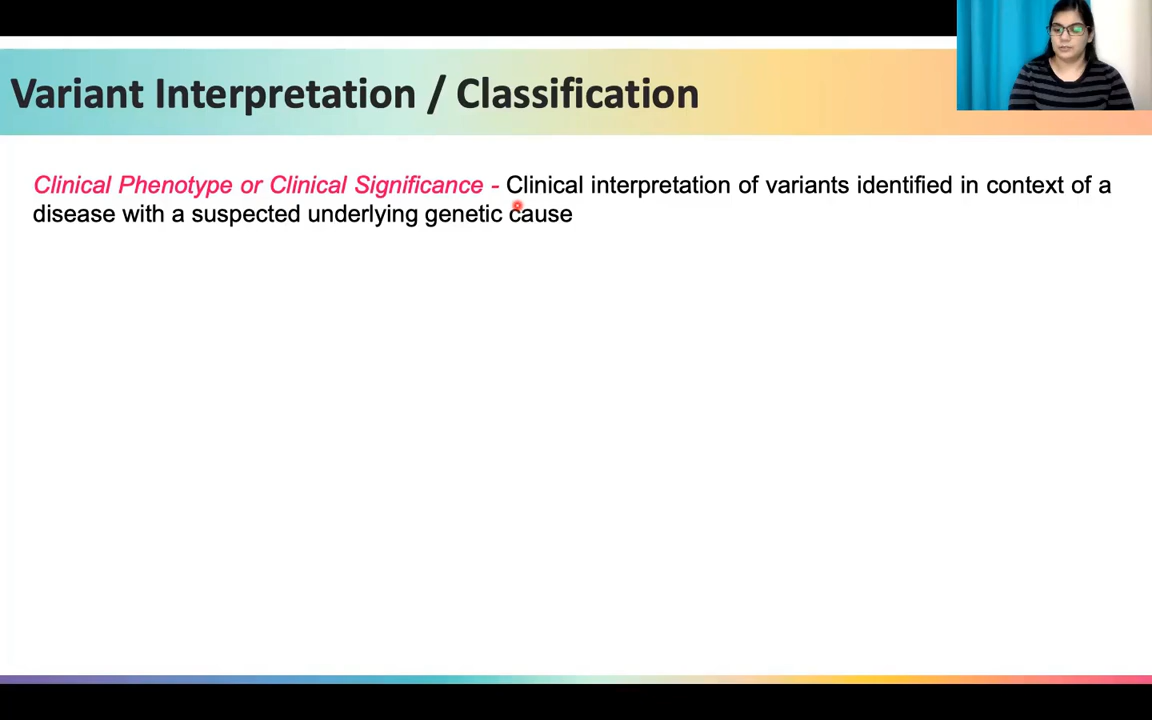 Variant Interpretation / Classification
Clinical Phenotype or Clinical Significance - Clinical interpretation of variants identified in context of a
disease with a suspected underlying genetic cause